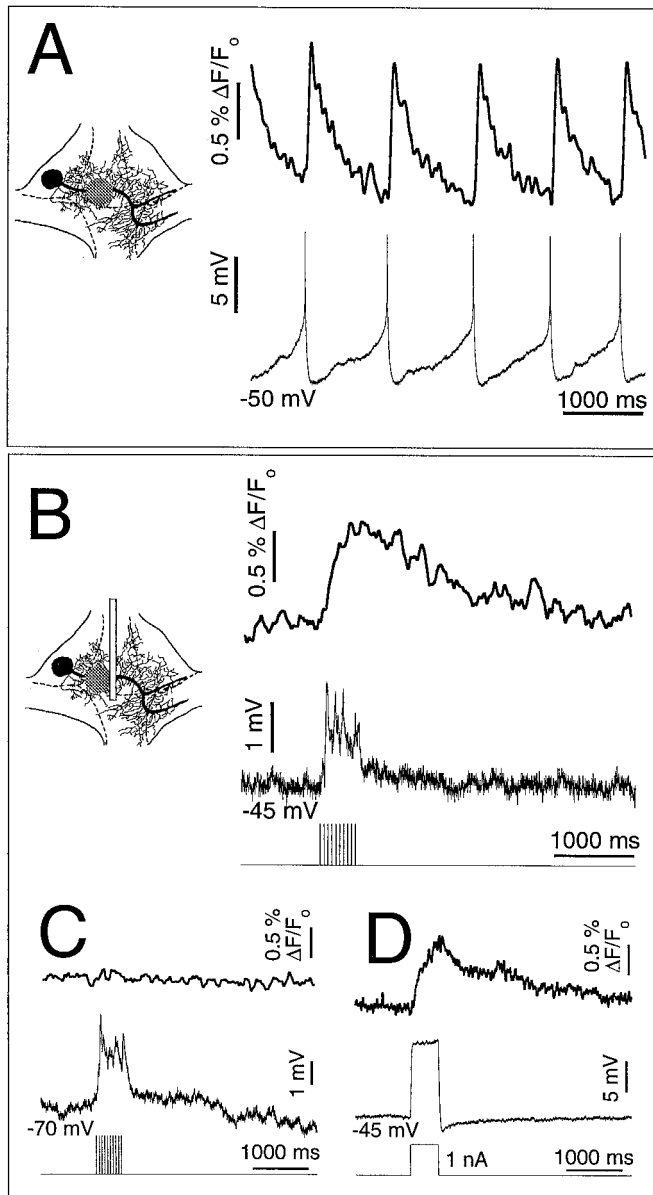 A
0.5 % ΔF/Fo
5 mV
-50 mV
1000 ms
B
0.5 % ΔF/Fo
1 mV
-45 mV
1000 ms
C
0.5 %
ΔF/Fo
1 mV
-70 mV
1000 ms
D
0.5 %
ΔF/Fo
5 mV
-45 mV
1 nA
1000 ms